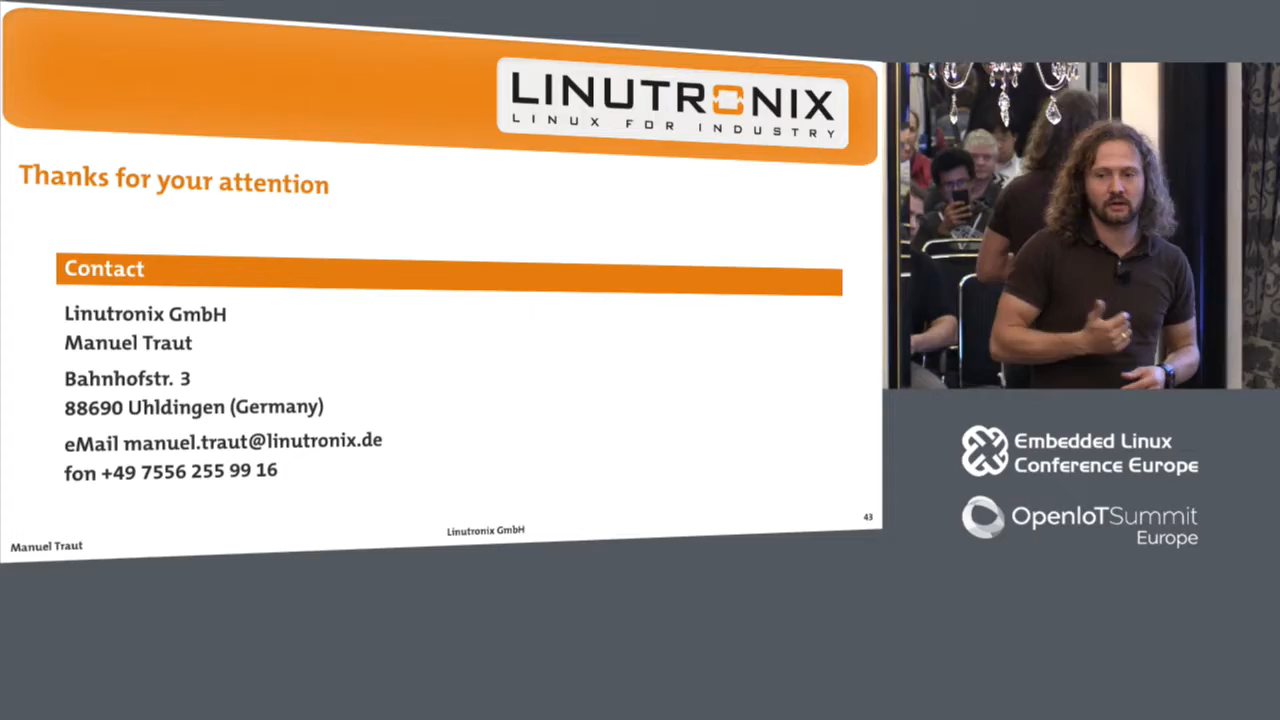 LINUTRONIX
LINUX FOR INDUSTRY
Thanks for your attention
Contact
Linutronix GmbH
Manuel Traut
Bahnhofstr. 3
88690 Uhldingen (Germany)
eMail manuel.traut@linutronix.de
fon +49 7556 255 99 16
Manuel Traut
Linutronix GmbH
43
Embedded Linux
Conference Europe
OpenIoTSummit
Europe